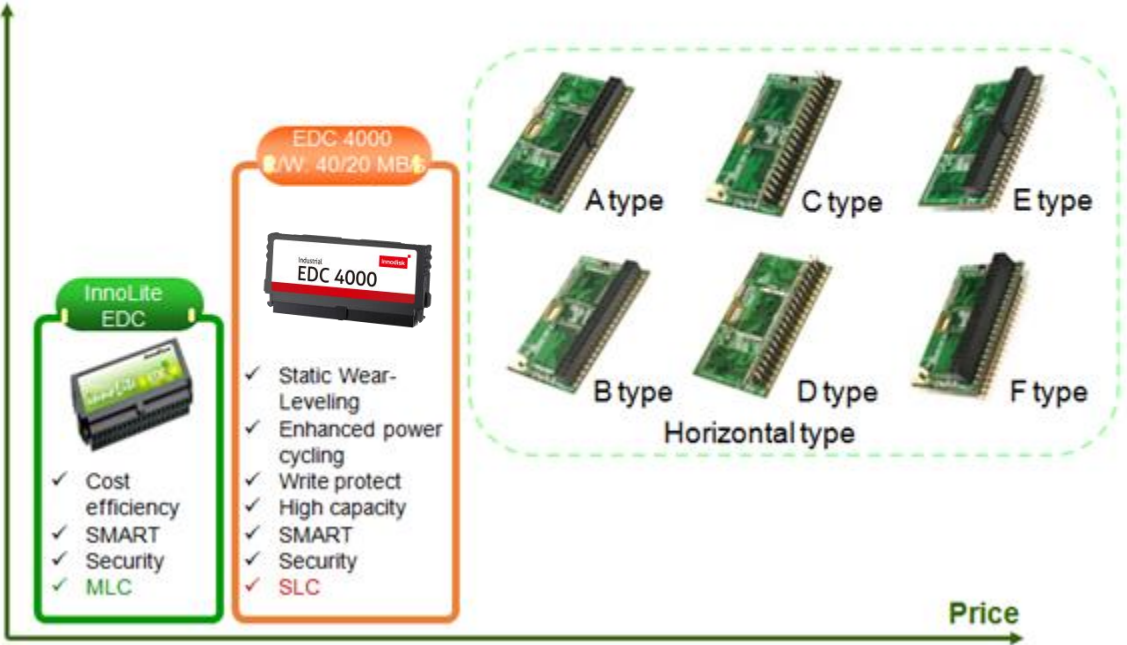 EDC 4000
R/W: 40/20 MB/s
A type
C type
E type
Industrial
EDC 4000
innodisk
InnoLite
EDC
InnoLite EDC
B type
D type
F type
Horizontal type
✓ Static Wear-
Leveling
✓ Enhanced power
cycling
✓ Write protect
✓ High capacity
✓ SMART
✓ Security
✓ SLC
✓ Cost
efficiency
✓ SMART
✓ Security
✓ MLC
Price